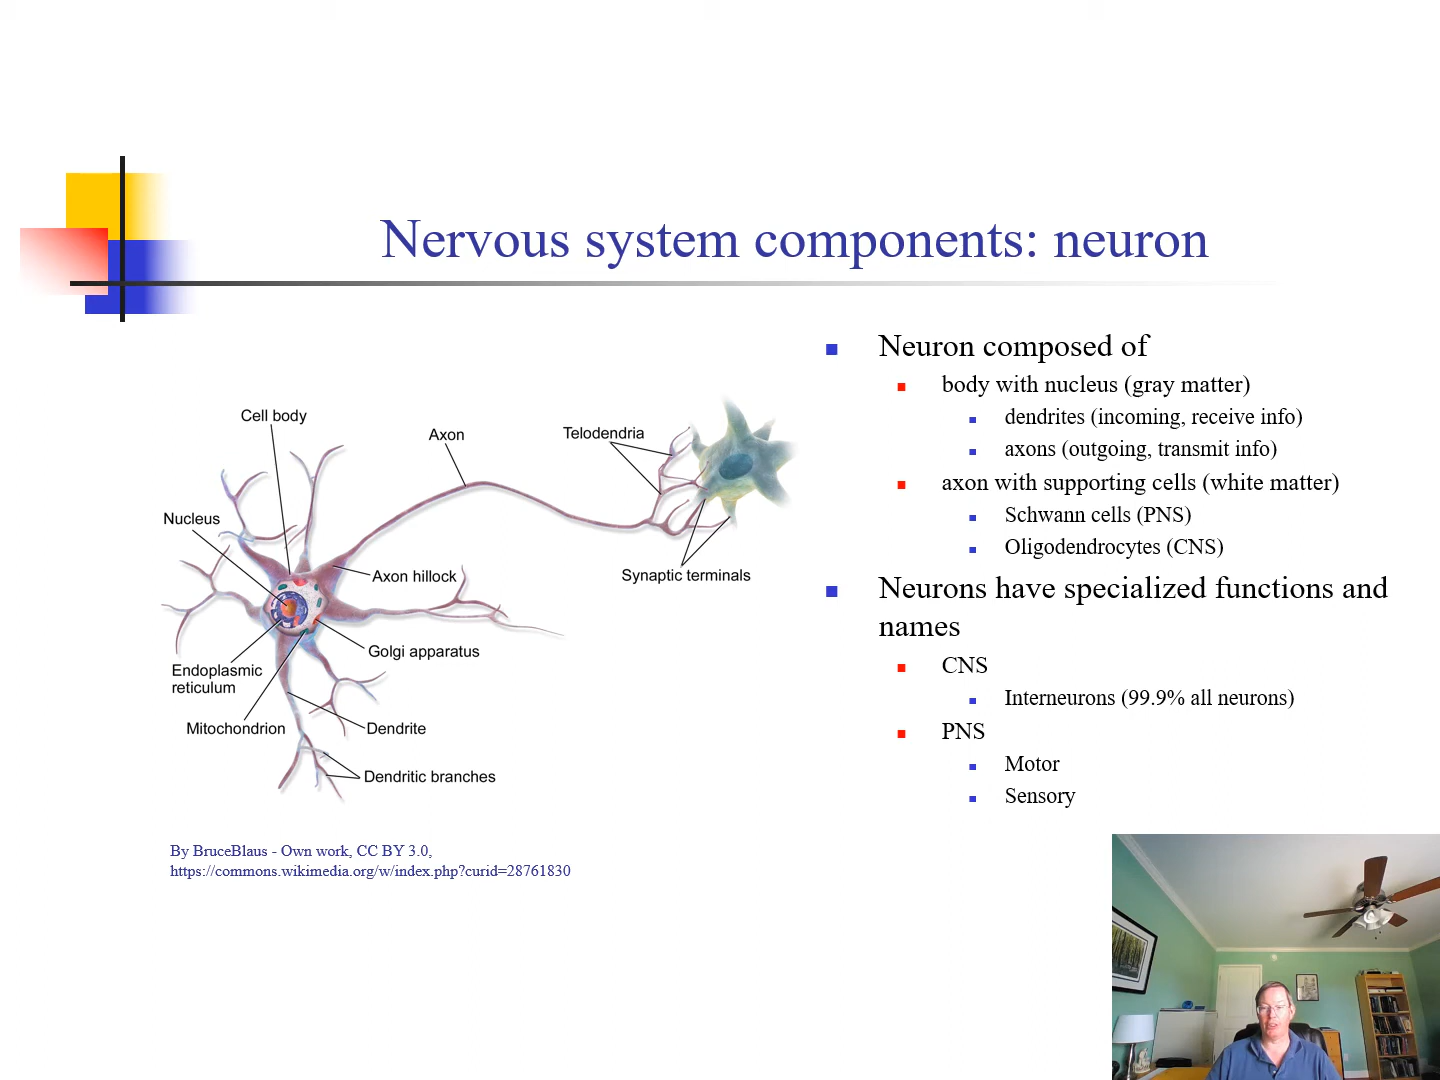 Nervous system components: neuron
Cell body
Axon
Telodendria
Nucleus
Axon hillock
Synaptic terminals
Golgi apparatus
Endoplasmic
reticulum
Mitochondrion
Dendrite
Dendritic branches
By BruceBlaus - Own work, CC BY 3.0,
https://commons.wikimedia.org/w/index.php?curid=28761830
Neuron composed of
body with nucleus (gray matter)
dendrites (incoming, receive info)
axons (outgoing, transmit info)
axon with supporting cells (white matter)
Schwann cells (PNS)
Oligodendrocytes (CNS)
Neurons have specialized functions and
names
CNS
Interneurons (99.9% all neurons)
PNS
Motor
Sensory